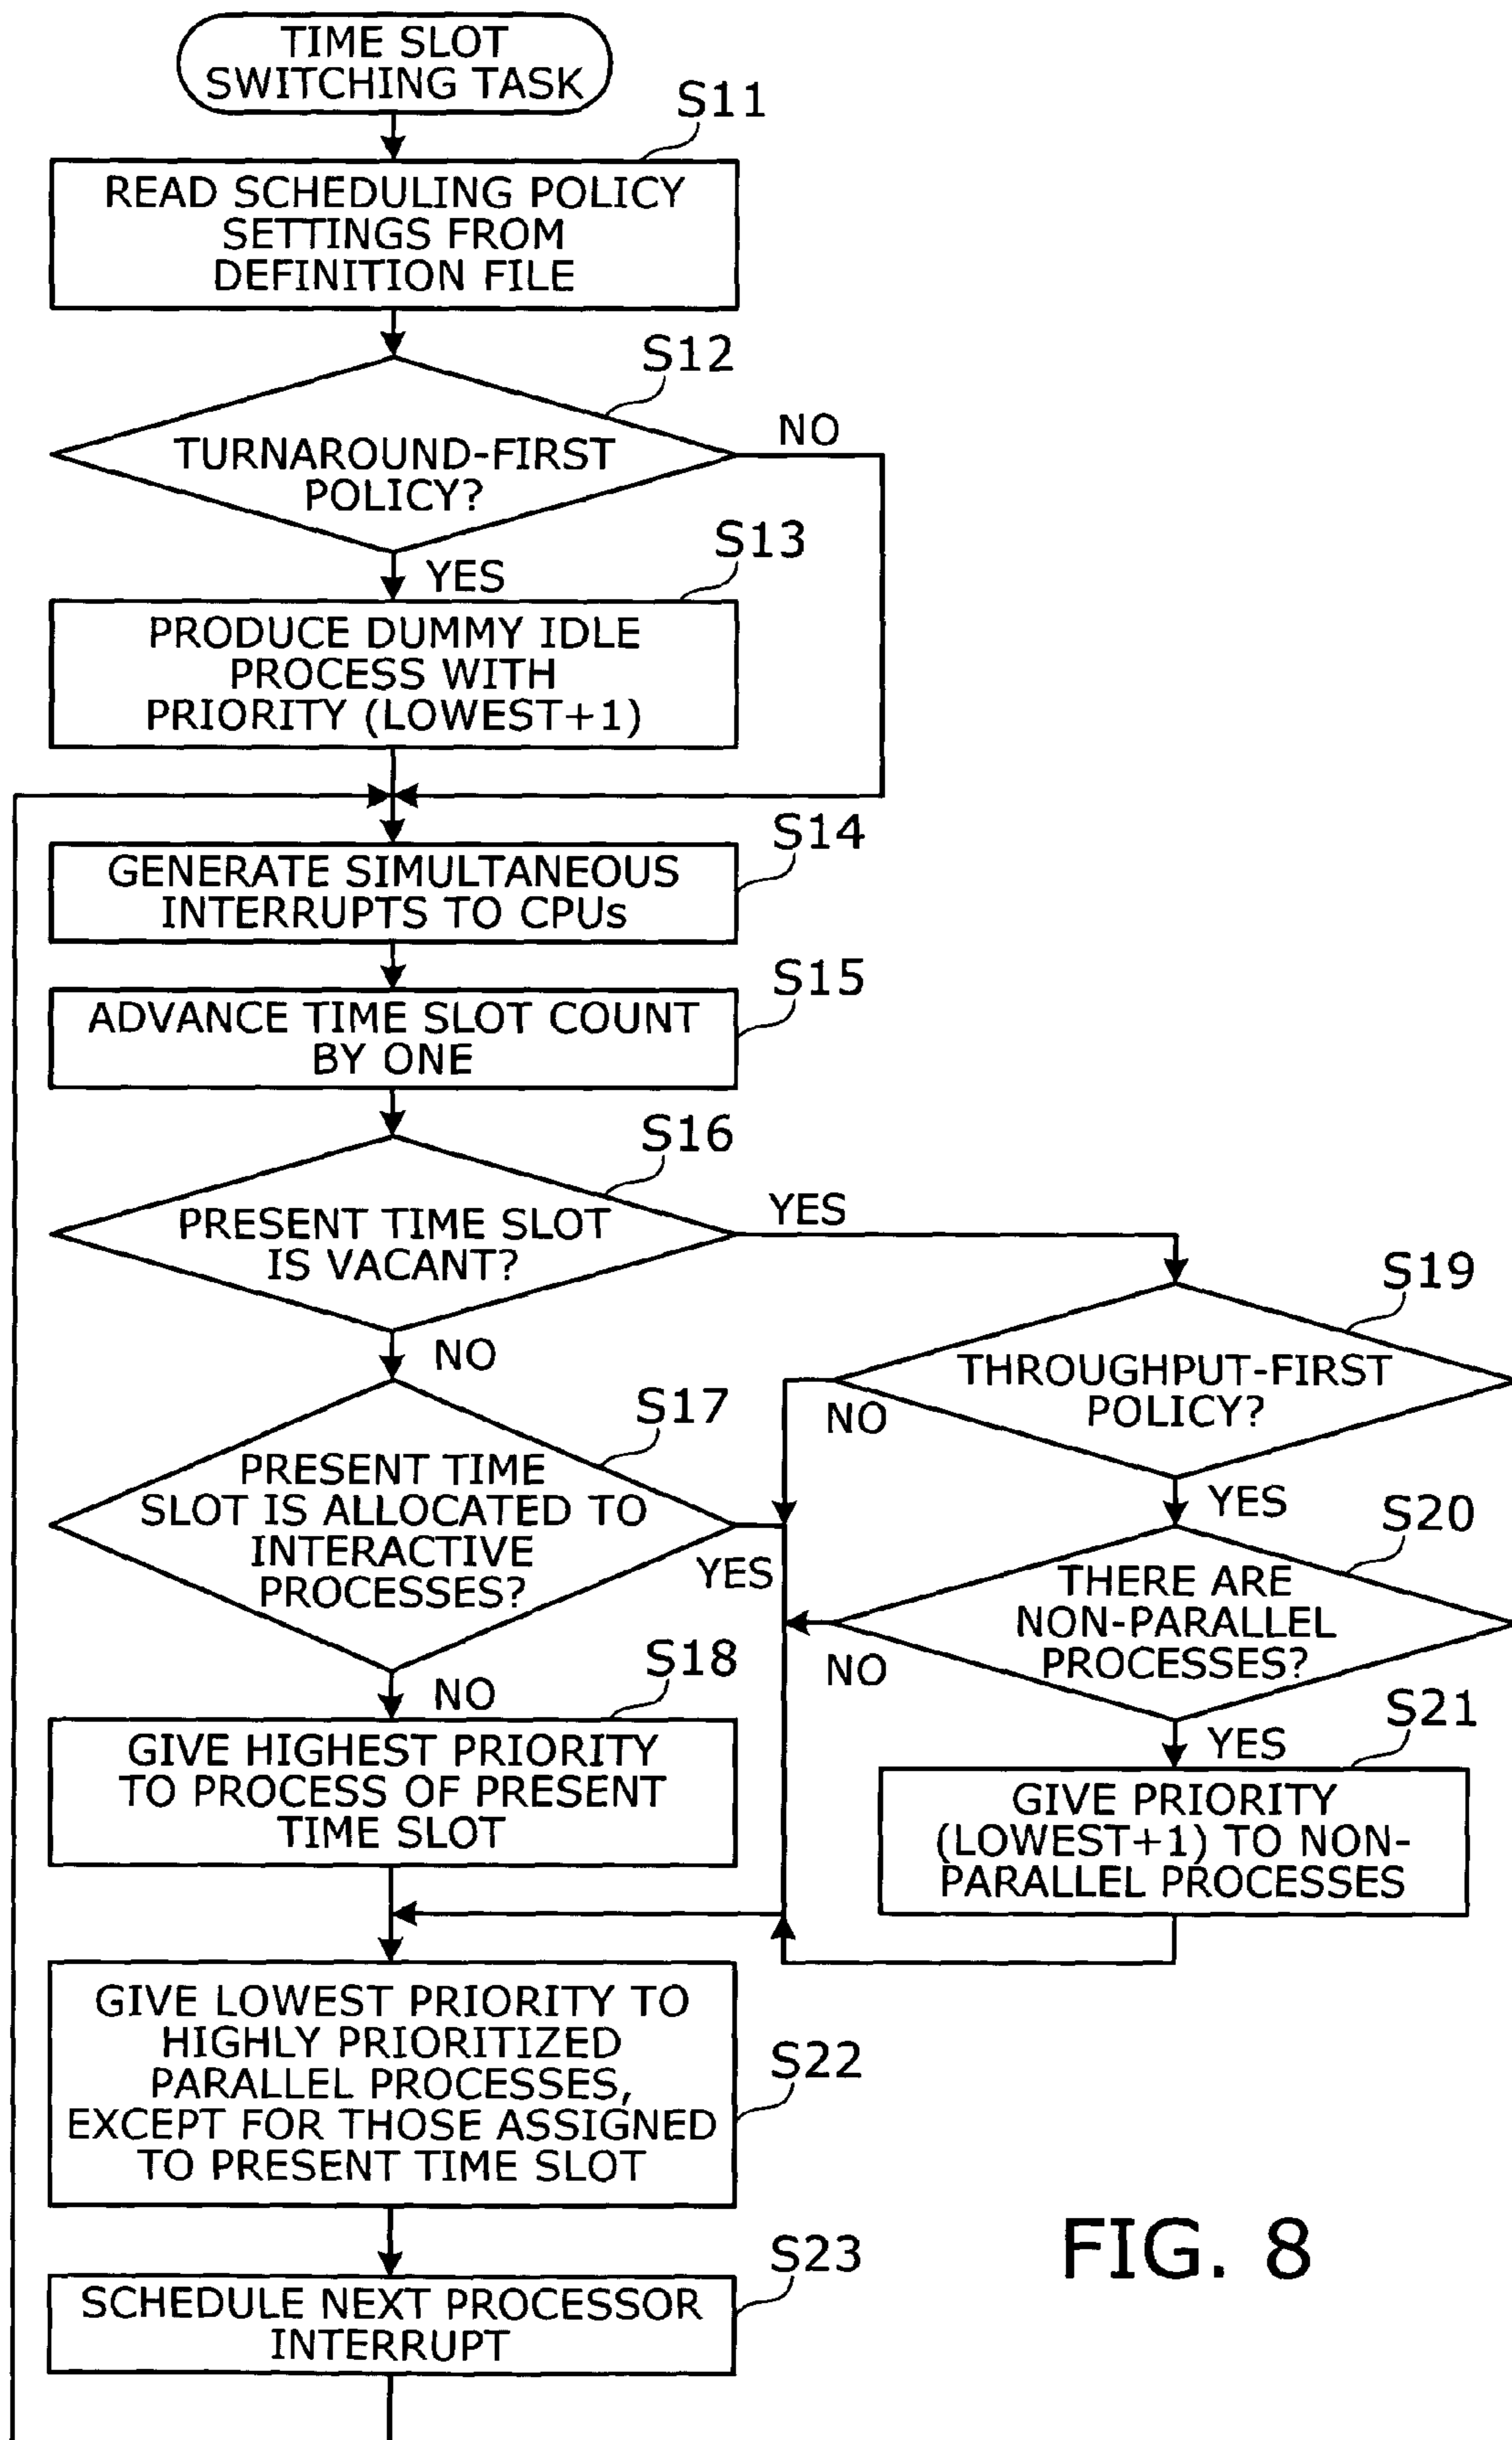 TIME SLOT
SWITCHING TASK
S11
READ SCHEDULING POLICY
SETTINGS FROM
DEFINITION FILE
S12
TURNAROUND-FIRST
POLICY?
NO
YES
S13
PRODUCE DUMMY IDLE
PROCESS WITH
PRIORITY (LOWEST+1)
S14
GENERATE SIMULTANEOUS
INTERRUPTS TO CPUs
S15
ADVANCE TIME SLOT COUNT
BY ONE
S16
PRESENT TIME SLOT
IS VACANT?
YES
NO
S17
PRESENT TIME
SLOT IS ALLOCATED TO
INTERACTIVE
PROCESSES?
YES
NO
S18
GIVE HIGHEST PRIORITY
TO PROCESS OF PRESENT
TIME SLOT
S19
THROUGHPUT-FIRST
POLICY?
NO
YES
S20
THERE ARE
NON-PARALLEL
PROCESSES?
NO
YES
S21
GIVE PRIORITY
(LOWEST+1) TO NON-
PARALLEL PROCESSES
S22
GIVE LOWEST PRIORITY TO
HIGHLY PRIORITIZED
PARALLEL PROCESSES,
EXCEPT FOR THOSE ASSIGNED
TO PRESENT TIME SLOT
S23
SCHEDULE NEXT PROCESSOR
INTERRUPT
FIG. 8